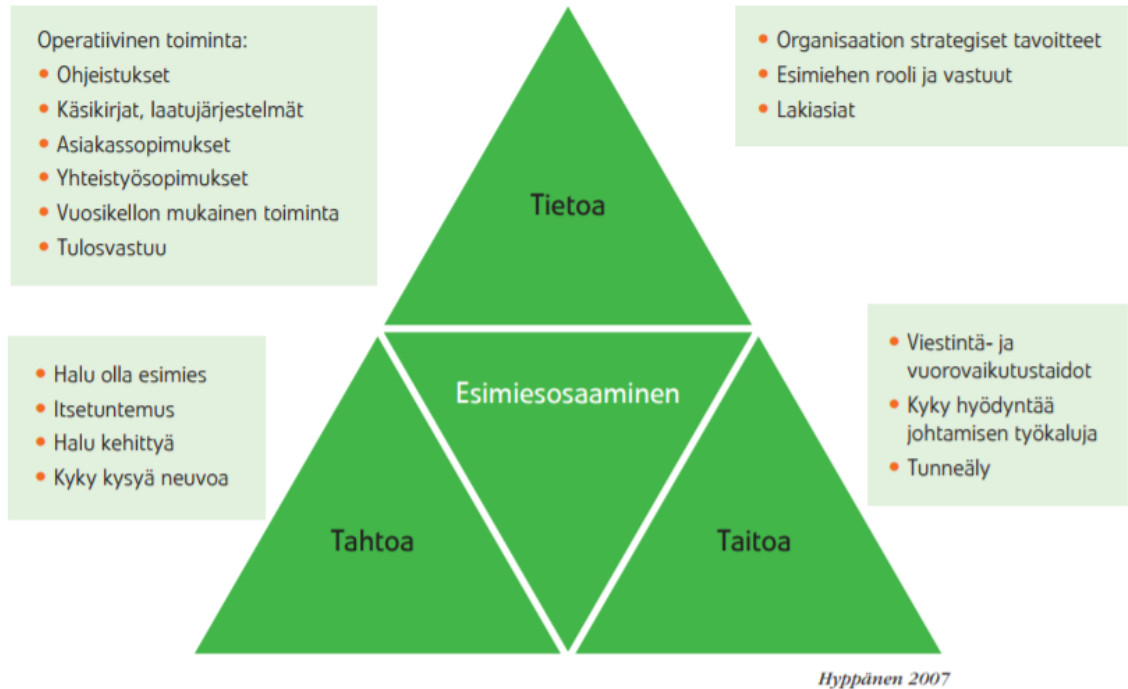 Operatiivinen toiminta:
• Ohjeistukset
• Käsikirjat, laatujärjestelmät
• Asiakassopimukset
• Yhteistyösopimukset
• Vuosikellon mukainen toiminta
• Tulosvastuu
• Organisaation strategiset tavoitteet
• Esimiehen rooli ja vastuut
• Lakiasiat
Tietoa
• Halu olla esimies
• Itsetuntemus
• Halu kehittyä
• Kyky kysyä neuvoa
Esimiesosaaminen
• Viestintä- ja
vuorovaikutustaidot
• Kyky hyödyntää
johtamisen työkaluja
• Tunneäly
Tahtoa
Taitoa
Hyppänen 2007